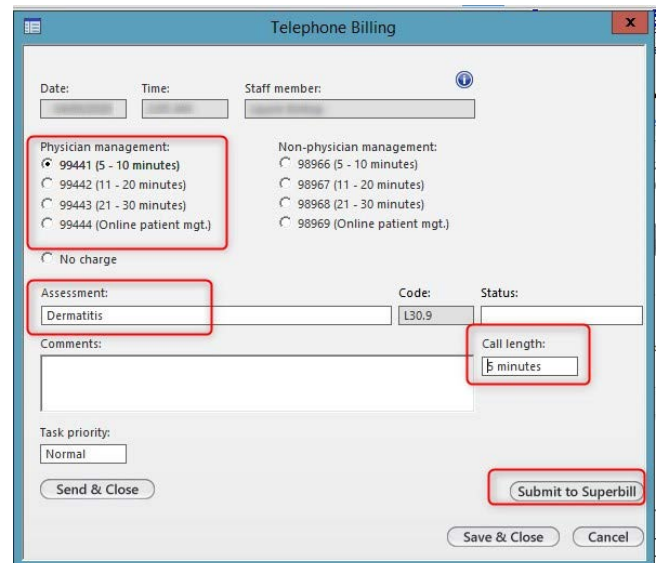 Telephone Billing
x
Date: Time: Staff member:
Physician management: Non-physician management:
99441 (5 - 10 minutes) 98966 (5 - 10 minutes)
99442 (11 - 20 minutes) 98967 (11 - 20 minutes)
99443 (21 - 30 minutes) 98968 (21 - 30 minutes)
99444 (Online patient mgt.) 98969 (Online patient mgt.)
No charge
Assessment: Code: Status:
Dermatitis L30.9
Comments: Call length:
5 minutes
Task priority:
Normal
Send & Close Submit to Superbill
Save & Close Cancel